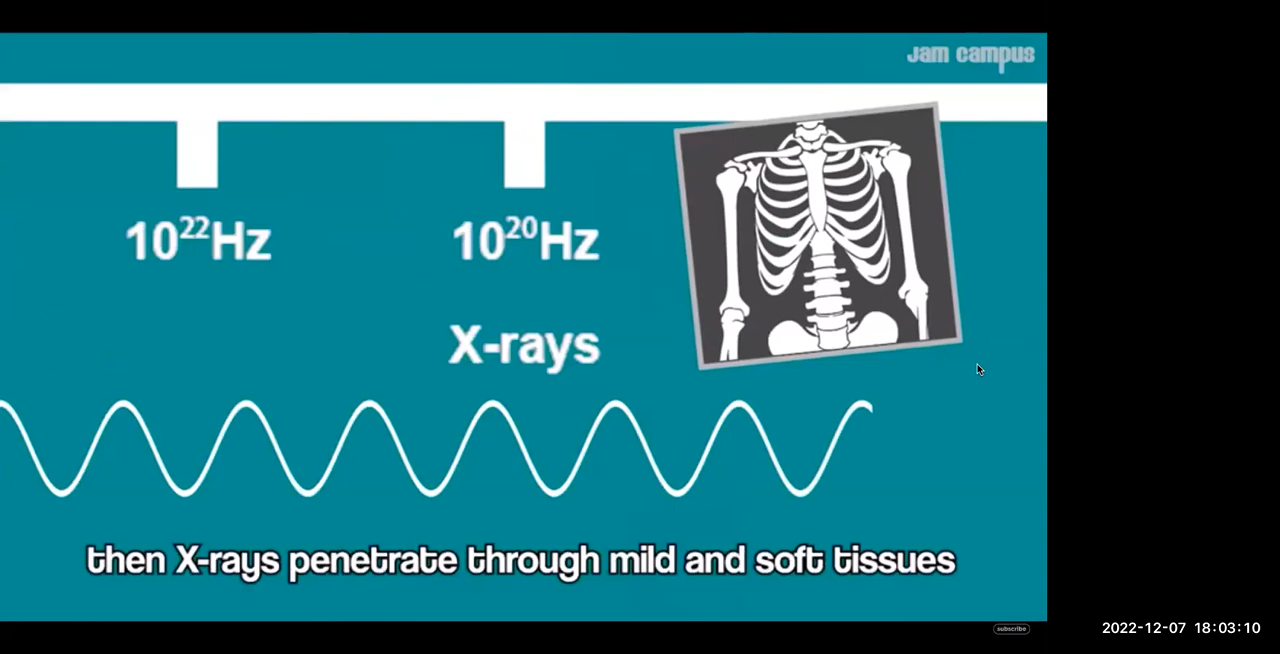 Jam campus
10²²Hz
10²⁰Hz
X-rays
then X-rays penetrate through mild and soft tissues
subscribe
2022-12-07 18:03:10